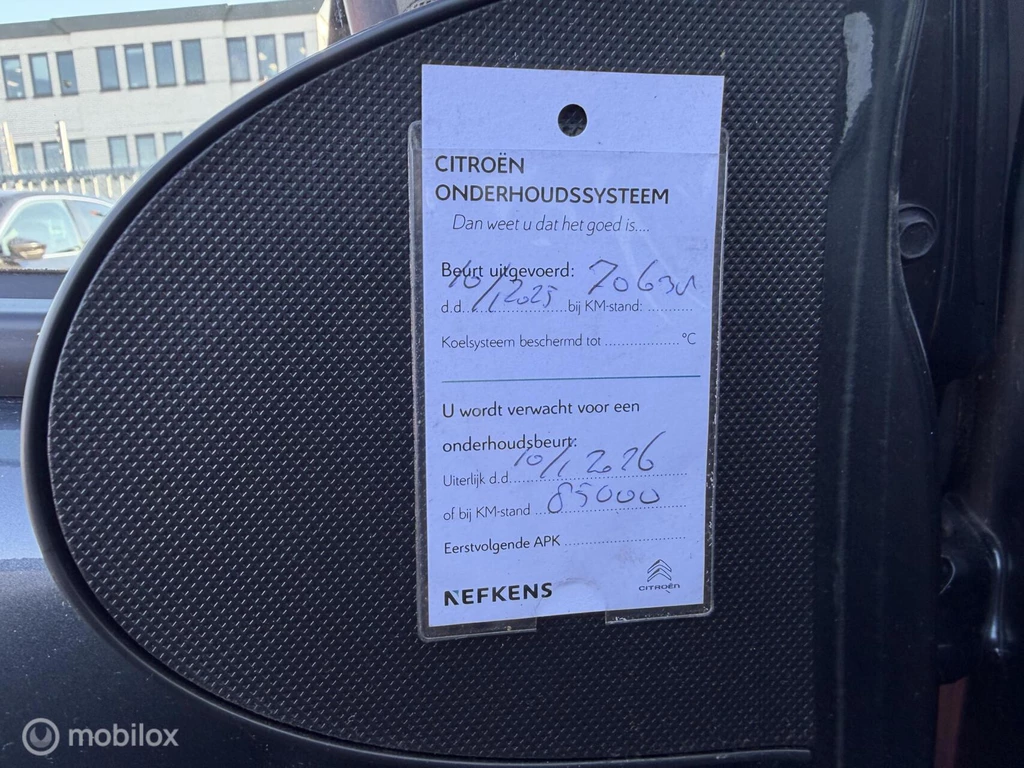 CITROËN
ONDERHOUDSSYSTEEM
Dan weet u dat het goed is....
Beurt uitgevoerd:
d.d. 10/1 2025 bij KM-stand: ............
Koelsysteem beschermd tot ................... °C
U wordt verwacht voor een
onderhoudsbeurt:
Uiterlijk d.d. 10/1 2026
of bij KM-stand 85000
Eerstvolgende APK ..............................
NEFKENS
CITROËN
mobilox